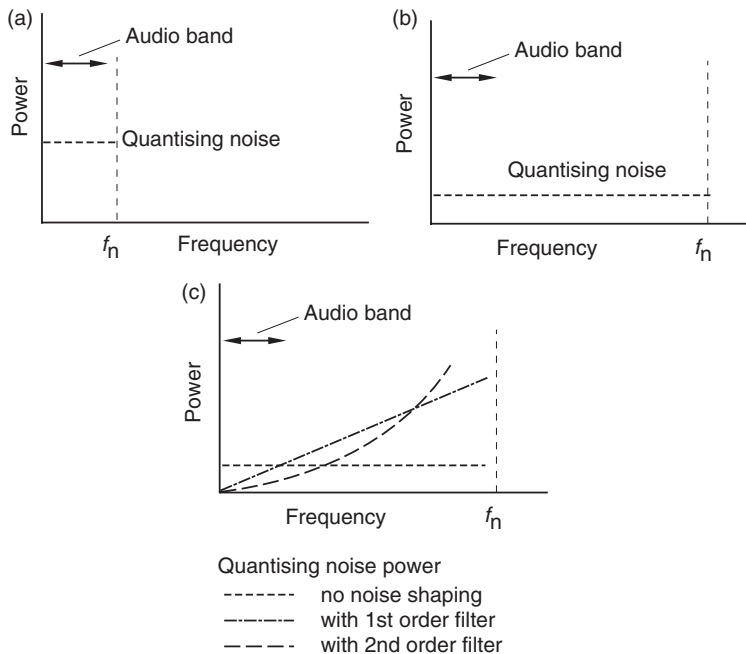 (a)
Audio band
Power
Quantising noise
fn
Frequency
(b)
Audio band
Power
Quantising noise
Frequency
fn
(c)
Audio band
Power
Frequency
fn
Quantising noise power
no noise shaping
with 1st order filter
with 2nd order filter